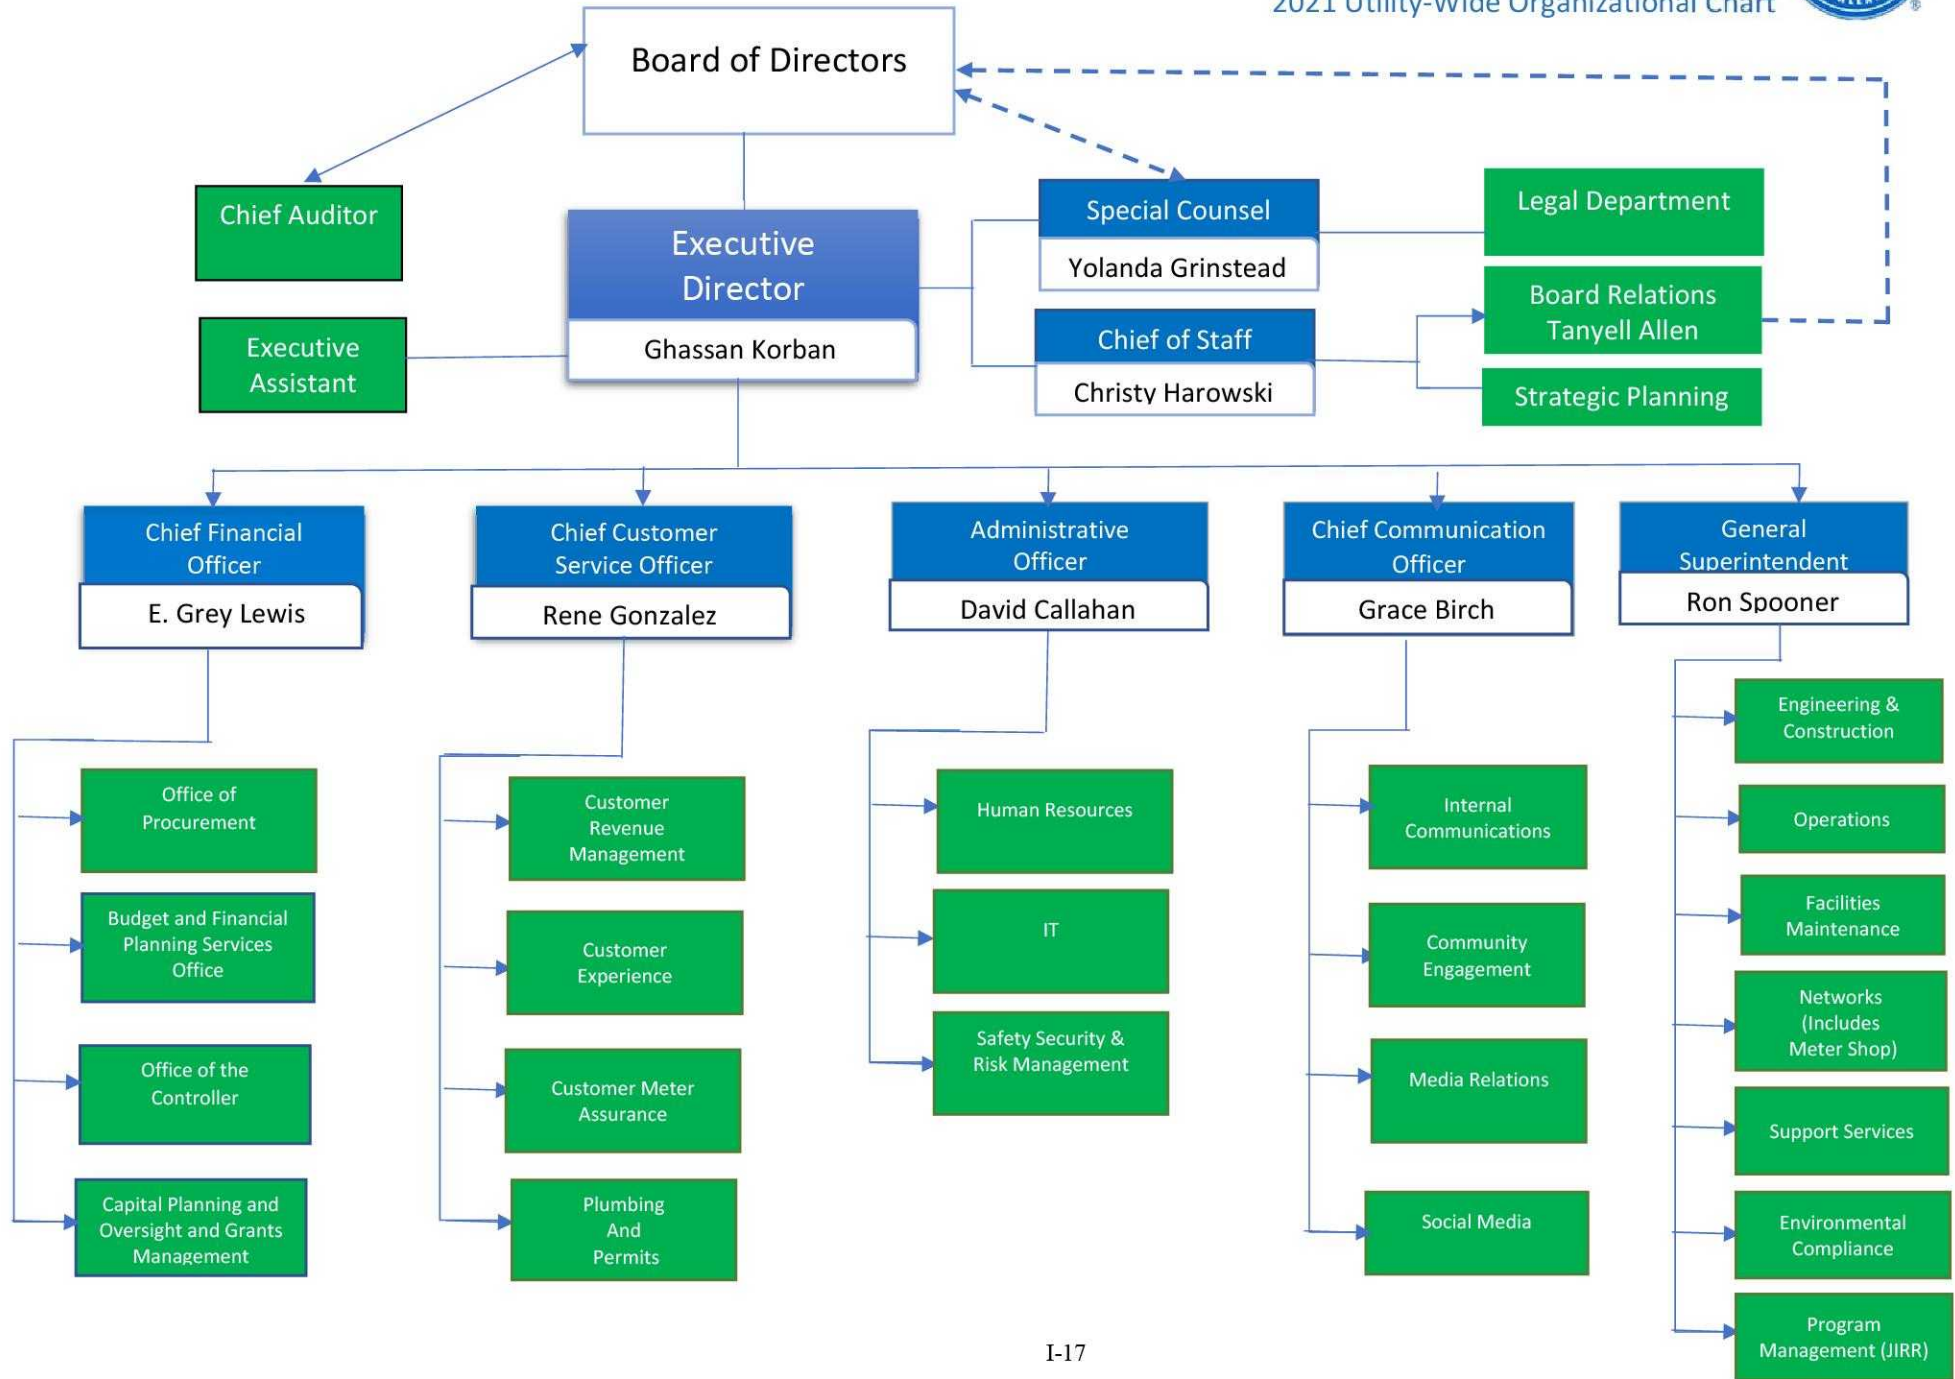 2021 Utility-Wide Organizational Chart
Board of Directors
Chief Auditor
Executive
Director
Ghassan Korban
Executive
Assistant
Special Counsel
Yolanda Grinstead
Chief of Staff
Christy Harowski
Legal Department
Board Relations
Tanyell Allen
Strategic Planning
Chief Financial
Officer
E. Grey Lewis
Chief Customer
Service Officer
Rene Gonzalez
Administrative
Officer
David Callahan
Chief Communication
Officer
Grace Birch
General
Superintendent
Ron Spooner
Office of
Procurement
Budget and Financial
Planning Services
Office
Office of the
Controller
Capital Planning and
Oversight and Grants
Management
Customer
Revenue
Management
Customer
Experience
Customer Meter
Assurance
Plumbing
And
Permits
Human Resources
IT
Safety Security &
Risk Management
Internal
Communications
Community
Engagement
Media Relations
Social Media
Engineering &
Construction
Operations
Facilities
Maintenance
Networks
(Includes
Meter Shop)
Support Services
Environmental
Compliance
Program
Management (JIRR)
I-17